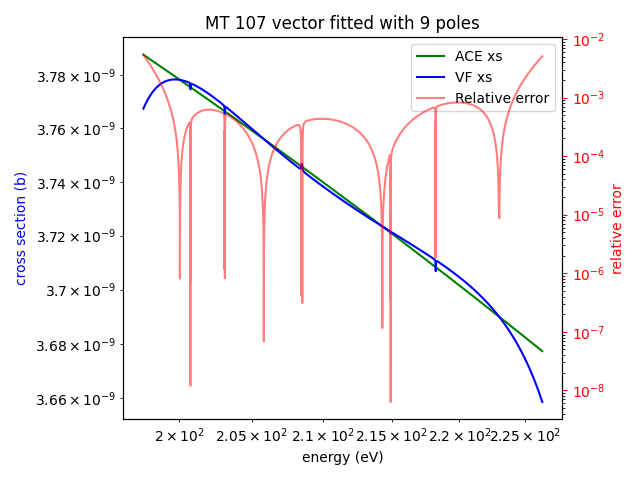 MT 107 vector fitted with 9 poles
ACE xs
VF xs
Relative error
3.78 × 10⁻⁹
3.76 × 10⁻⁹
3.74 × 10⁻⁹
3.72 × 10⁻⁹
3.7 × 10⁻⁹
3.68 × 10⁻⁹
3.66 × 10⁻⁹
cross section (b)
10⁻²
10⁻³
10⁻⁴
10⁻⁵
10⁻⁶
10⁻⁷
10⁻⁸
relative error
2 × 10² 2.05 × 10² 2.1 × 10² 2.15 × 10² 2.2 × 10² 2.25 × 10²
energy (eV)